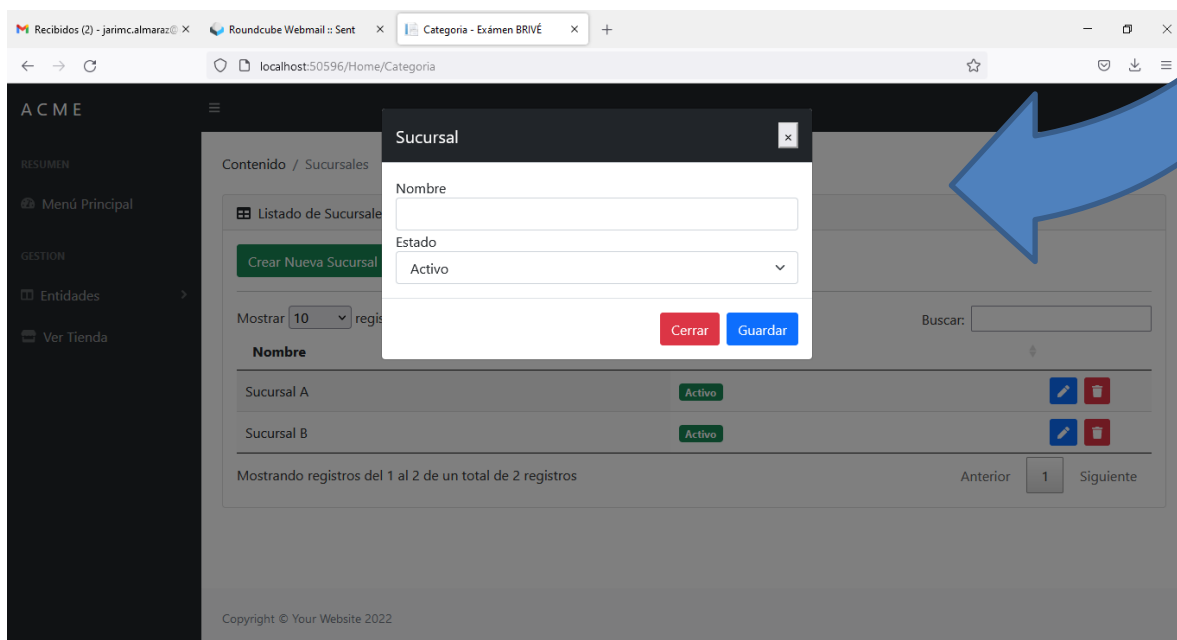 Recibidos (2) - jarimc.almaraz@ Roundcube Webmail :: Sent Categoria - Exámen BRIVÉ
localhost:50596/Home/Categoria
ACME
RESUMEN
Menú Principal
GESTION
Entidades
Ver Tienda
Contenido / Sucursales
Listado de Sucursale
Crear Nueva Sucursal
Sucursal
Nombre
Estado
Activo
Cerrar Guardar
Mostrar 10 regis
Buscar:
Nombre
Sucursal A Activo
Sucursal B Activo
Mostrando registros del 1 al 2 de un total de 2 registros
Anterior 1 Siguiente
Copyright © Your Website 2022